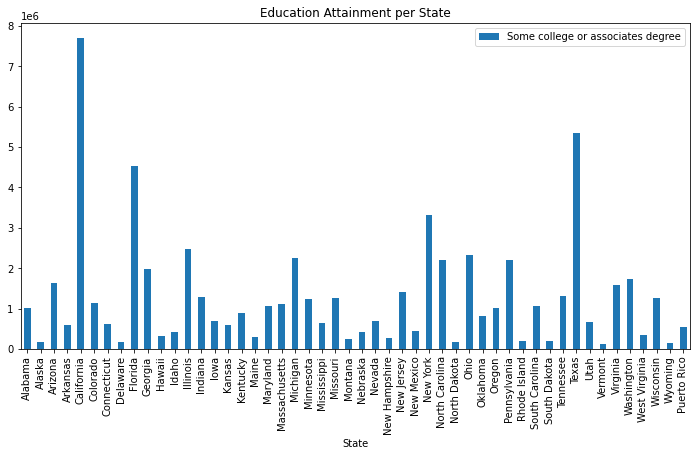 Education Attainment per State
1e6
Some college or associates degree
8
7
6
5
4
3
2
1
0
Alabama
Alaska
Arizona
Arkansas
California
Colorado
Connecticut
Delaware
Florida
Georgia
Hawaii
Idaho
Illinois
Indiana
Iowa
Kansas
Kentucky
Maine
Maryland
Massachusetts
Michigan
Minnesota
Mississippi
Missouri
Montana
Nebraska
Nevada
New Hampshire
New Jersey
New Mexico
New York
North Carolina
North Dakota
Ohio
Oklahoma
Oregon
Pennsylvania
Rhode Island
South Carolina
South Dakota
Tennessee
Texas
Utah
Vermont
Virginia
Washington
West Virginia
Wisconsin
Wyoming
Puerto Rico
State